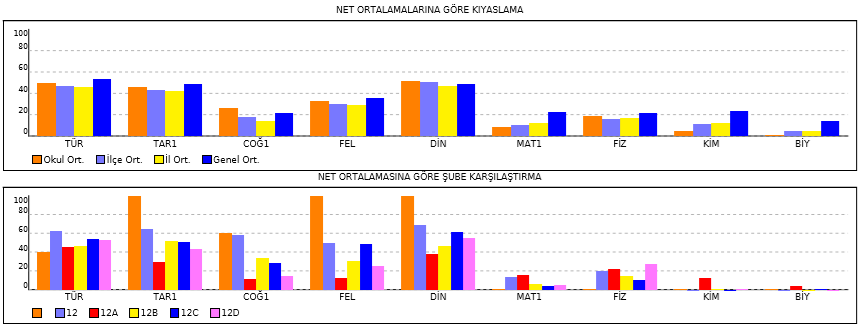 NET ORTALAMALARINA GÖRE KIYASLAMA
100
80
60
40
20
0
TÜR TAR1 COĞ1 FEL DİN MAT1 FİZ KİM BİY
Okul Ort. İlçe Ort. İl Ort. Genel Ort.
NET ORTALAMASINA GÖRE ŞUBE KARŞILAŞTIRMA
100
80
60
40
20
0
TÜR TAR1 COĞ1 FEL DİN MAT1 FİZ KİM BİY
12 12A 12B 12C 12D